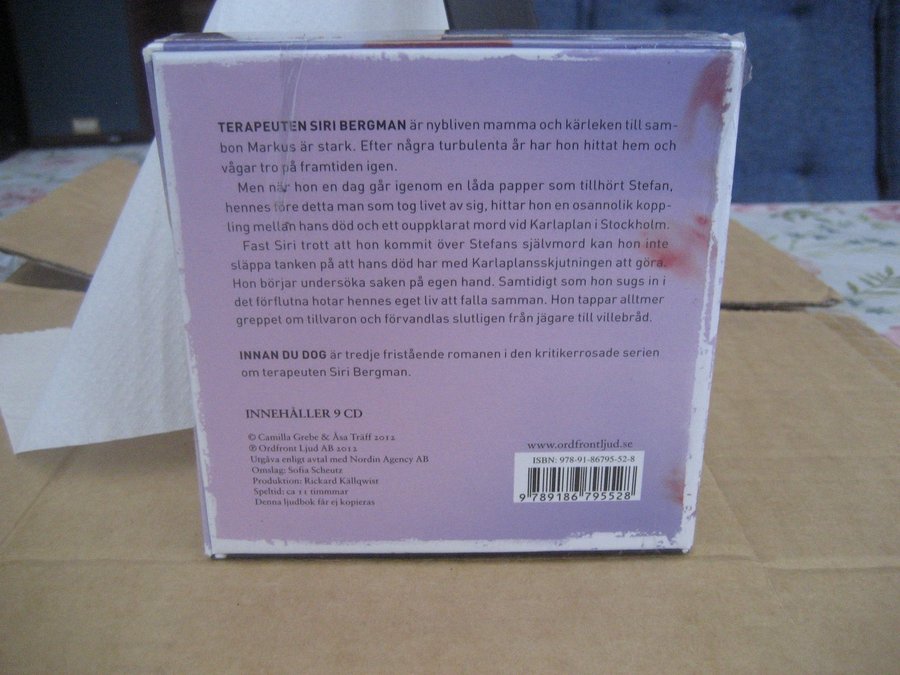 TERAPEUTEN SIRI BERGMAN är nybliven mamma och kärleken till sam-
bon Markus är stark. Efter några turbulenta år har hon hittat hem och
vågar tro på framtiden igen.
Men när hon en dag går igenom en låda papper som tillhört Stefan,
hennes före detta man som tog livet av sig, hittar hon en osannolik kopp-
ling mellan hans död och ett ouppklarat mord vid Karlaplan i Stockholm.
Fast Siri trott att hon kommit över Stefans självmord kan hon inte
släppa tanken på att hans död har med Karlaplansskjutningen att göra.
Hon börjar undersöka saken på egen hand. Samtidigt som hon sugs in i
det förflutna hotar hennes eget liv att falla samman. Hon tappar alltmer
greppet om tillvaron och förvandlas slutligen från jägare till villebråd.
INNAN DU DOG är tredje fristående romanen i den kritikerrosade serien
om terapeuten Siri Bergman.
INNEHÅLLER 9 CD
© Camilla Grebe & Åsa Träff 2012
℗ Ordfront Ljud AB 2012
Utgåva enligt avtal med Nordin Agency AB
Omslag: Sofia Scheutz
Produktion: Rickard Källqwist
Speltid: ca 11 timmmar
Denna ljudbok får ej kopieras
www.ordfrontljud.se
ISBN: 978-91-86795-52-8
9 789186 795528